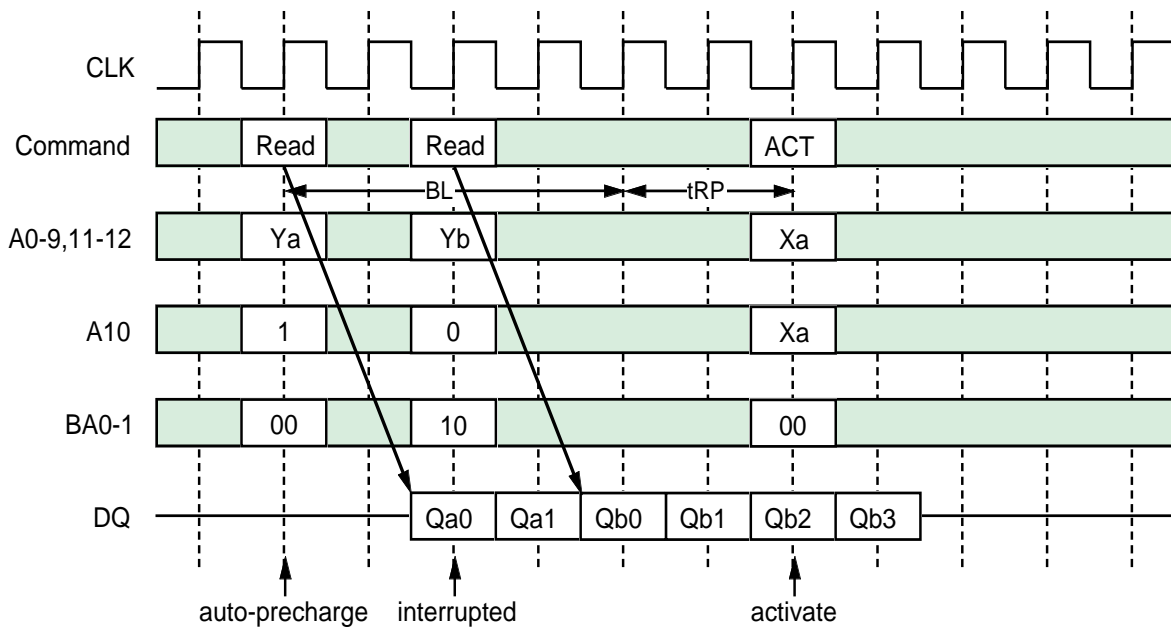 CLK
Command Read Read ACT
BL tRP
A0-9,11-12 Ya Yb Xa
A10 1 0 Xa
BA0-1 00 10 00
DQ Qa0 Qa1 Qb0 Qb1 Qb2 Qb3
auto-precharge interrupted activate